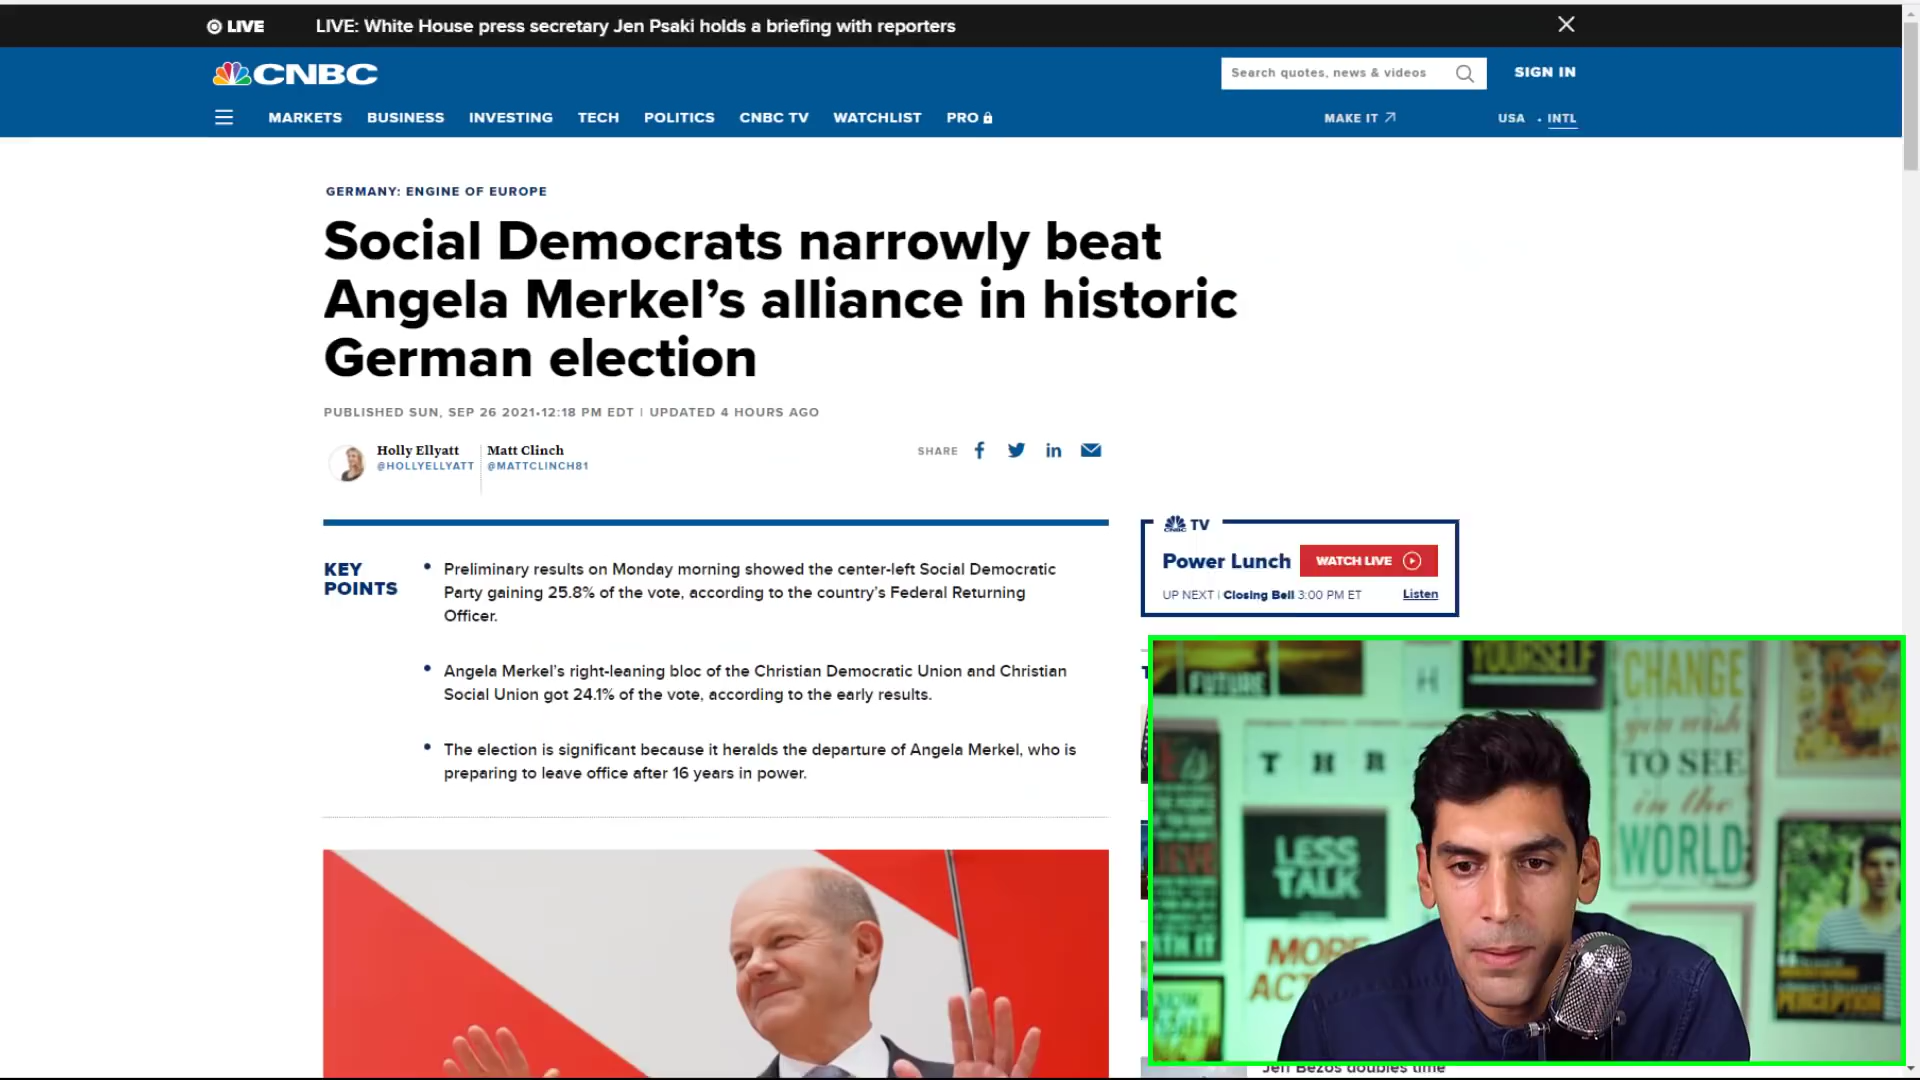 LIVE
LIVE: White House press secretary Jen Psaki holds a briefing with reporters
CNBC
Search quotes, news & videos
SIGN IN
MARKETS BUSINESS INVESTING TECH POLITICS CNBC TV WATCHLIST PRO
MAKE IT
USA • INTL
GERMANY: ENGINE OF EUROPE
Social Democrats narrowly beat
Angela Merkel’s alliance in historic
German election
PUBLISHED SUN, SEP 26 2021•12:18 PM EDT | UPDATED 4 HOURS AGO
Holly Ellyatt
@HOLLYELLYATT
Matt Clinch
@MATTCLINCH81
SHARE
KEY
POINTS
• Preliminary results on Monday morning showed the center-left Social Democratic
Party gaining 25.8% of the vote, according to the country’s Federal Returning
Officer.
• Angela Merkel’s right-leaning bloc of the Christian Democratic Union and Christian
Social Union got 24.1% of the vote, according to the early results.
• The election is significant because it heralds the departure of Angela Merkel, who is
preparing to leave office after 16 years in power.
CNBC TV
Power Lunch
WATCH LIVE
UP NEXT | Closing Bell 3:00 PM ET
Listen
FUTURE
H
YOURSELF
CHANGE
you wish
TO SEE
in the
WORLD
T H R
LESS
TALK
MORE
ACT
PERCEPTION
Jeff Bezos doubles time